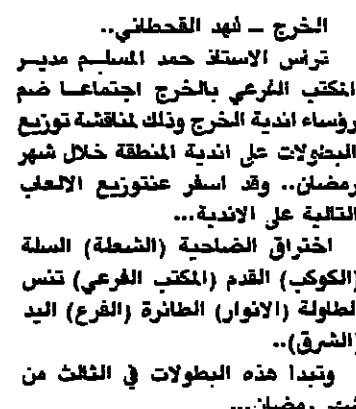 الخرج ــ فهد القحطاني..
ترأس الاستاذ حمد المسلم مدير
المكتب الفرعي بالخرج اجتماعا ضم
رؤساء اندية الخرج وذلك لمناقشة توزيع
البطولات على اندية المنطقة خلال شهر
رمضان.. وقد اسفر عنتوزيع الالعاب
التالية على الاندية...
اختراق الضاحية (الشعلة) السلة
(الكوكب) القدم (المكتب الفرعي) تنس
الطاولة (الانوار) الطائرة (الفرع) اليد
(الشرق)..
وتبدا هذه البطولات في الثالث من
شهر رمضان...